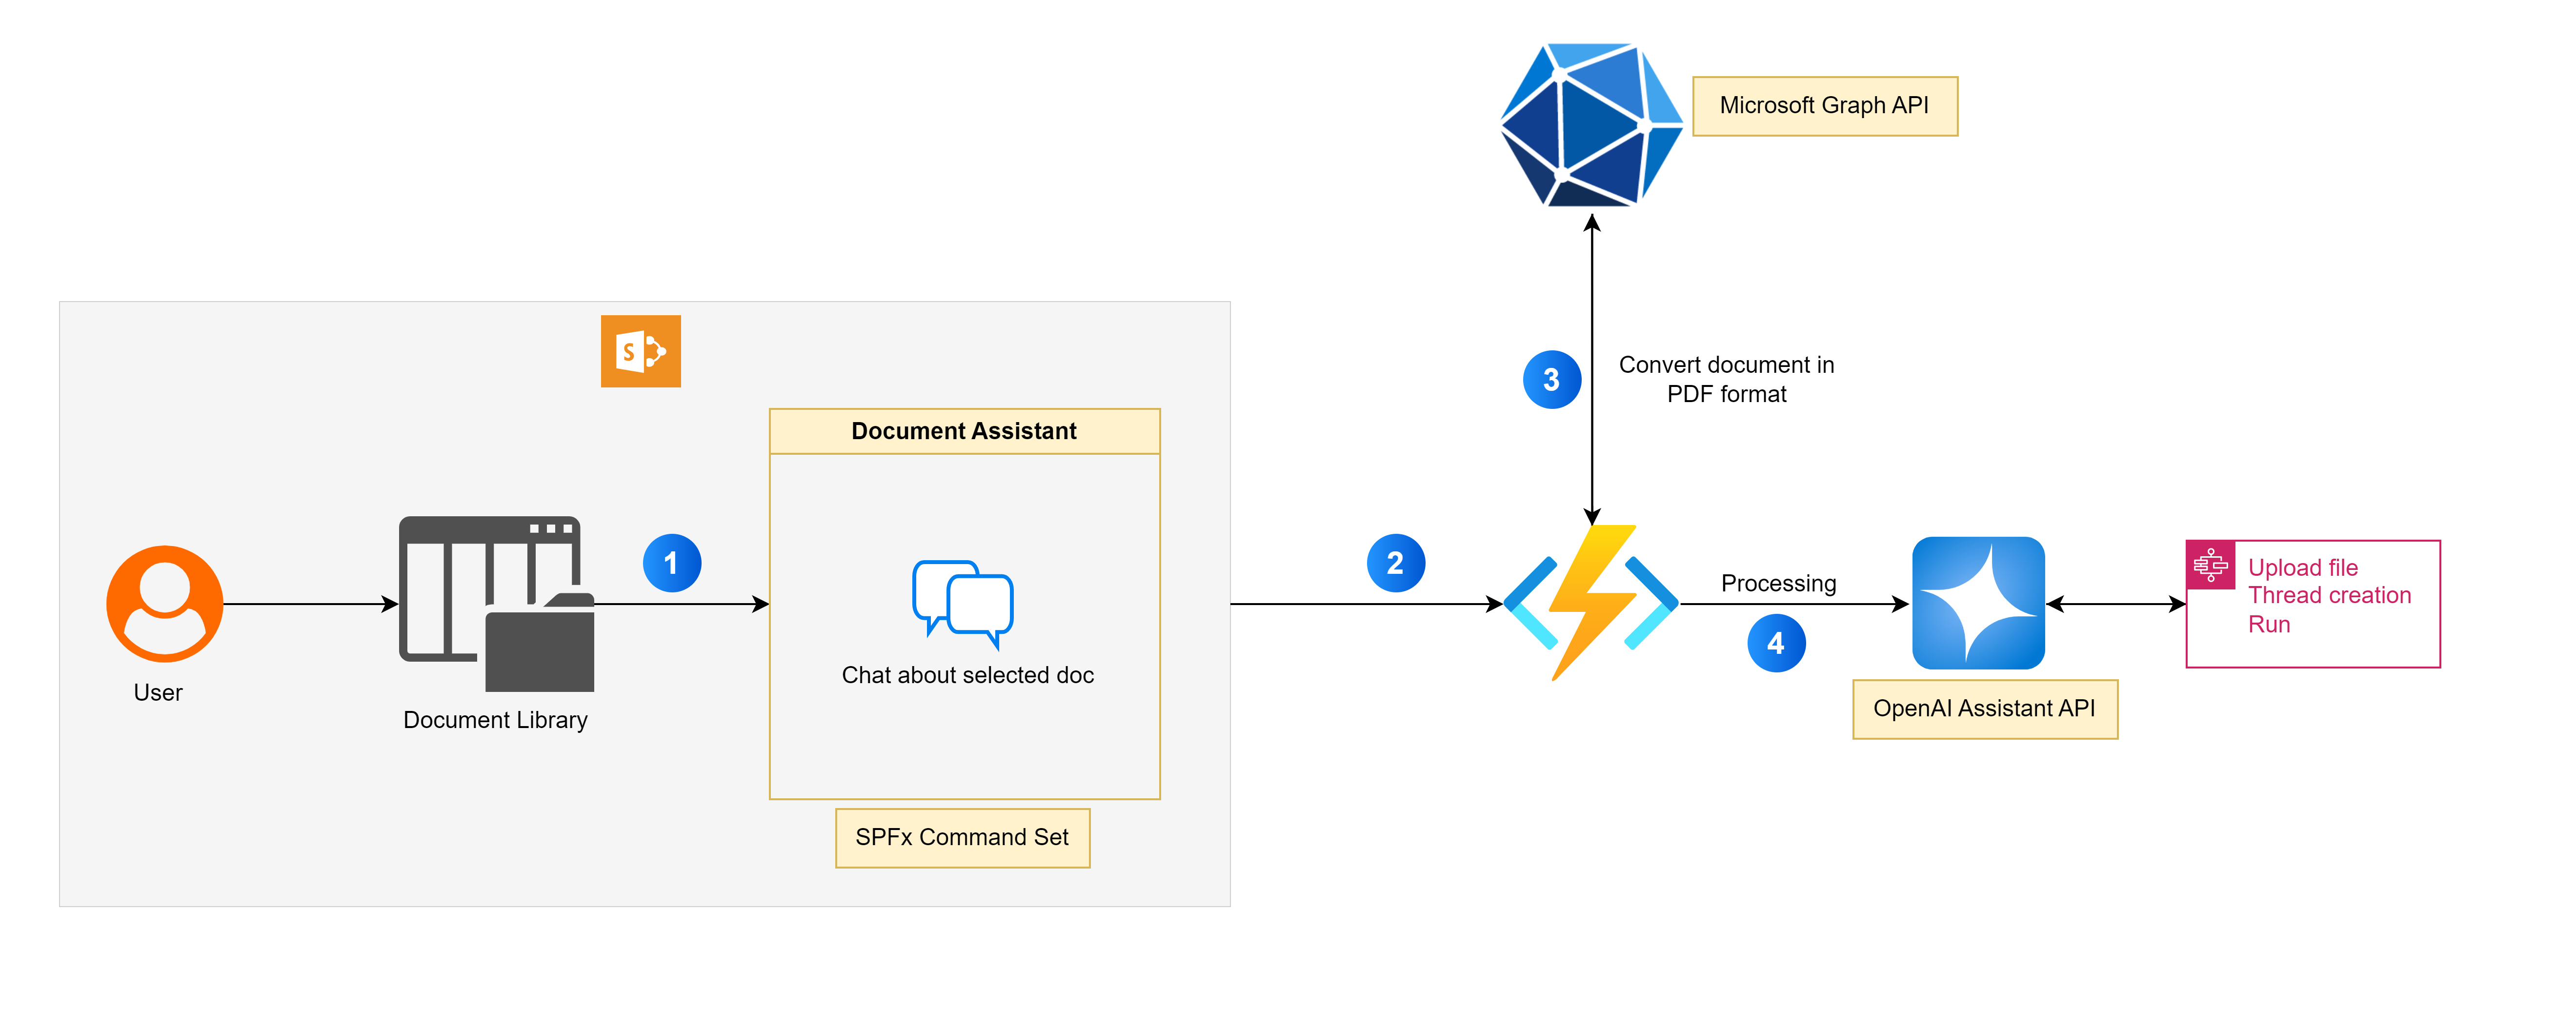 Microsoft Graph API
S
3
Convert document in
PDF format
Document Assistant
1
2
Chat about selected doc
User
Document Library
SPFx Command Set
Processing
4
OpenAI Assistant API
Upload file
Thread creation
Run